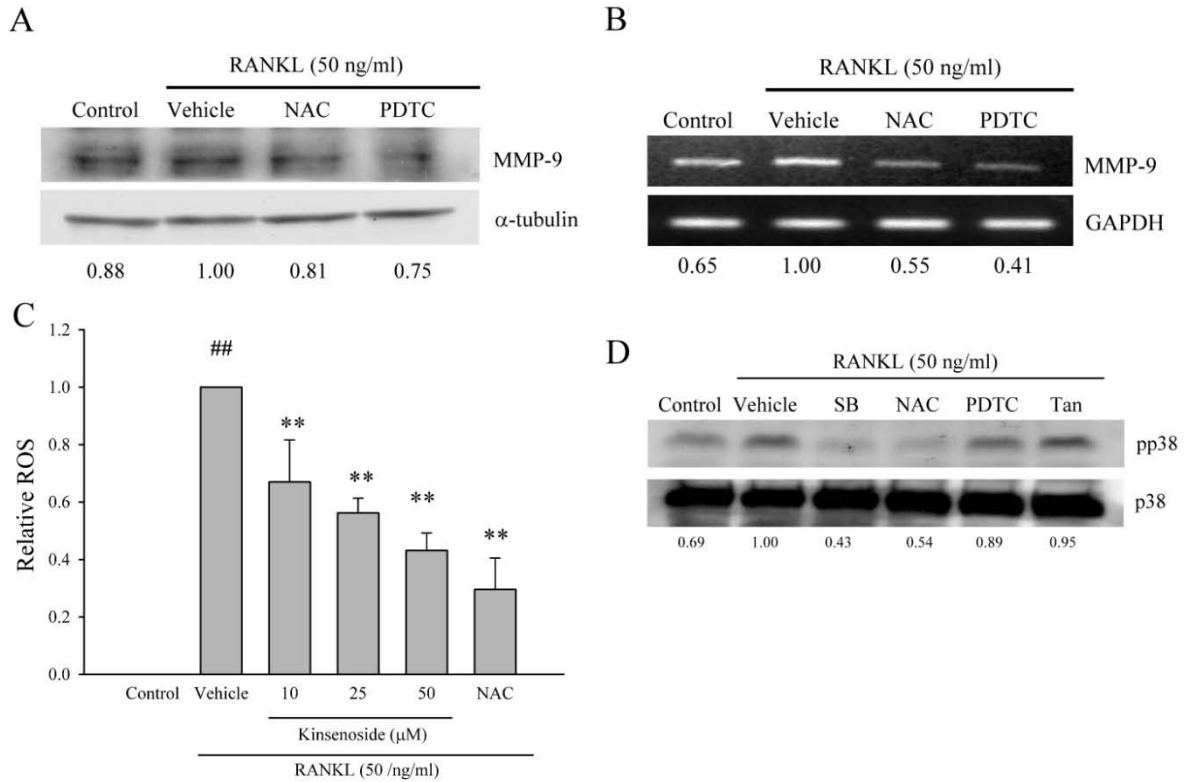 A
RANKL (50 ng/ml)
Control Vehicle NAC PDTC
MMP-9
α-tubulin
0.88 1.00 0.81 0.75
B
RANKL (50 ng/ml)
Control Vehicle NAC PDTC
MMP-9
GAPDH
0.65 1.00 0.55 0.41
C
1.2
1.0
0.8
0.6
0.4
0.2
0.0
Relative ROS
##
**
**
**
**
Control Vehicle 10 25 50 NAC
Kinsenoside (μM)
RANKL (50 /ng/ml)
D
RANKL (50 ng/ml)
Control Vehicle SB NAC PDTC Tan
pp38
p38
0.69 1.00 0.43 0.54 0.89 0.95